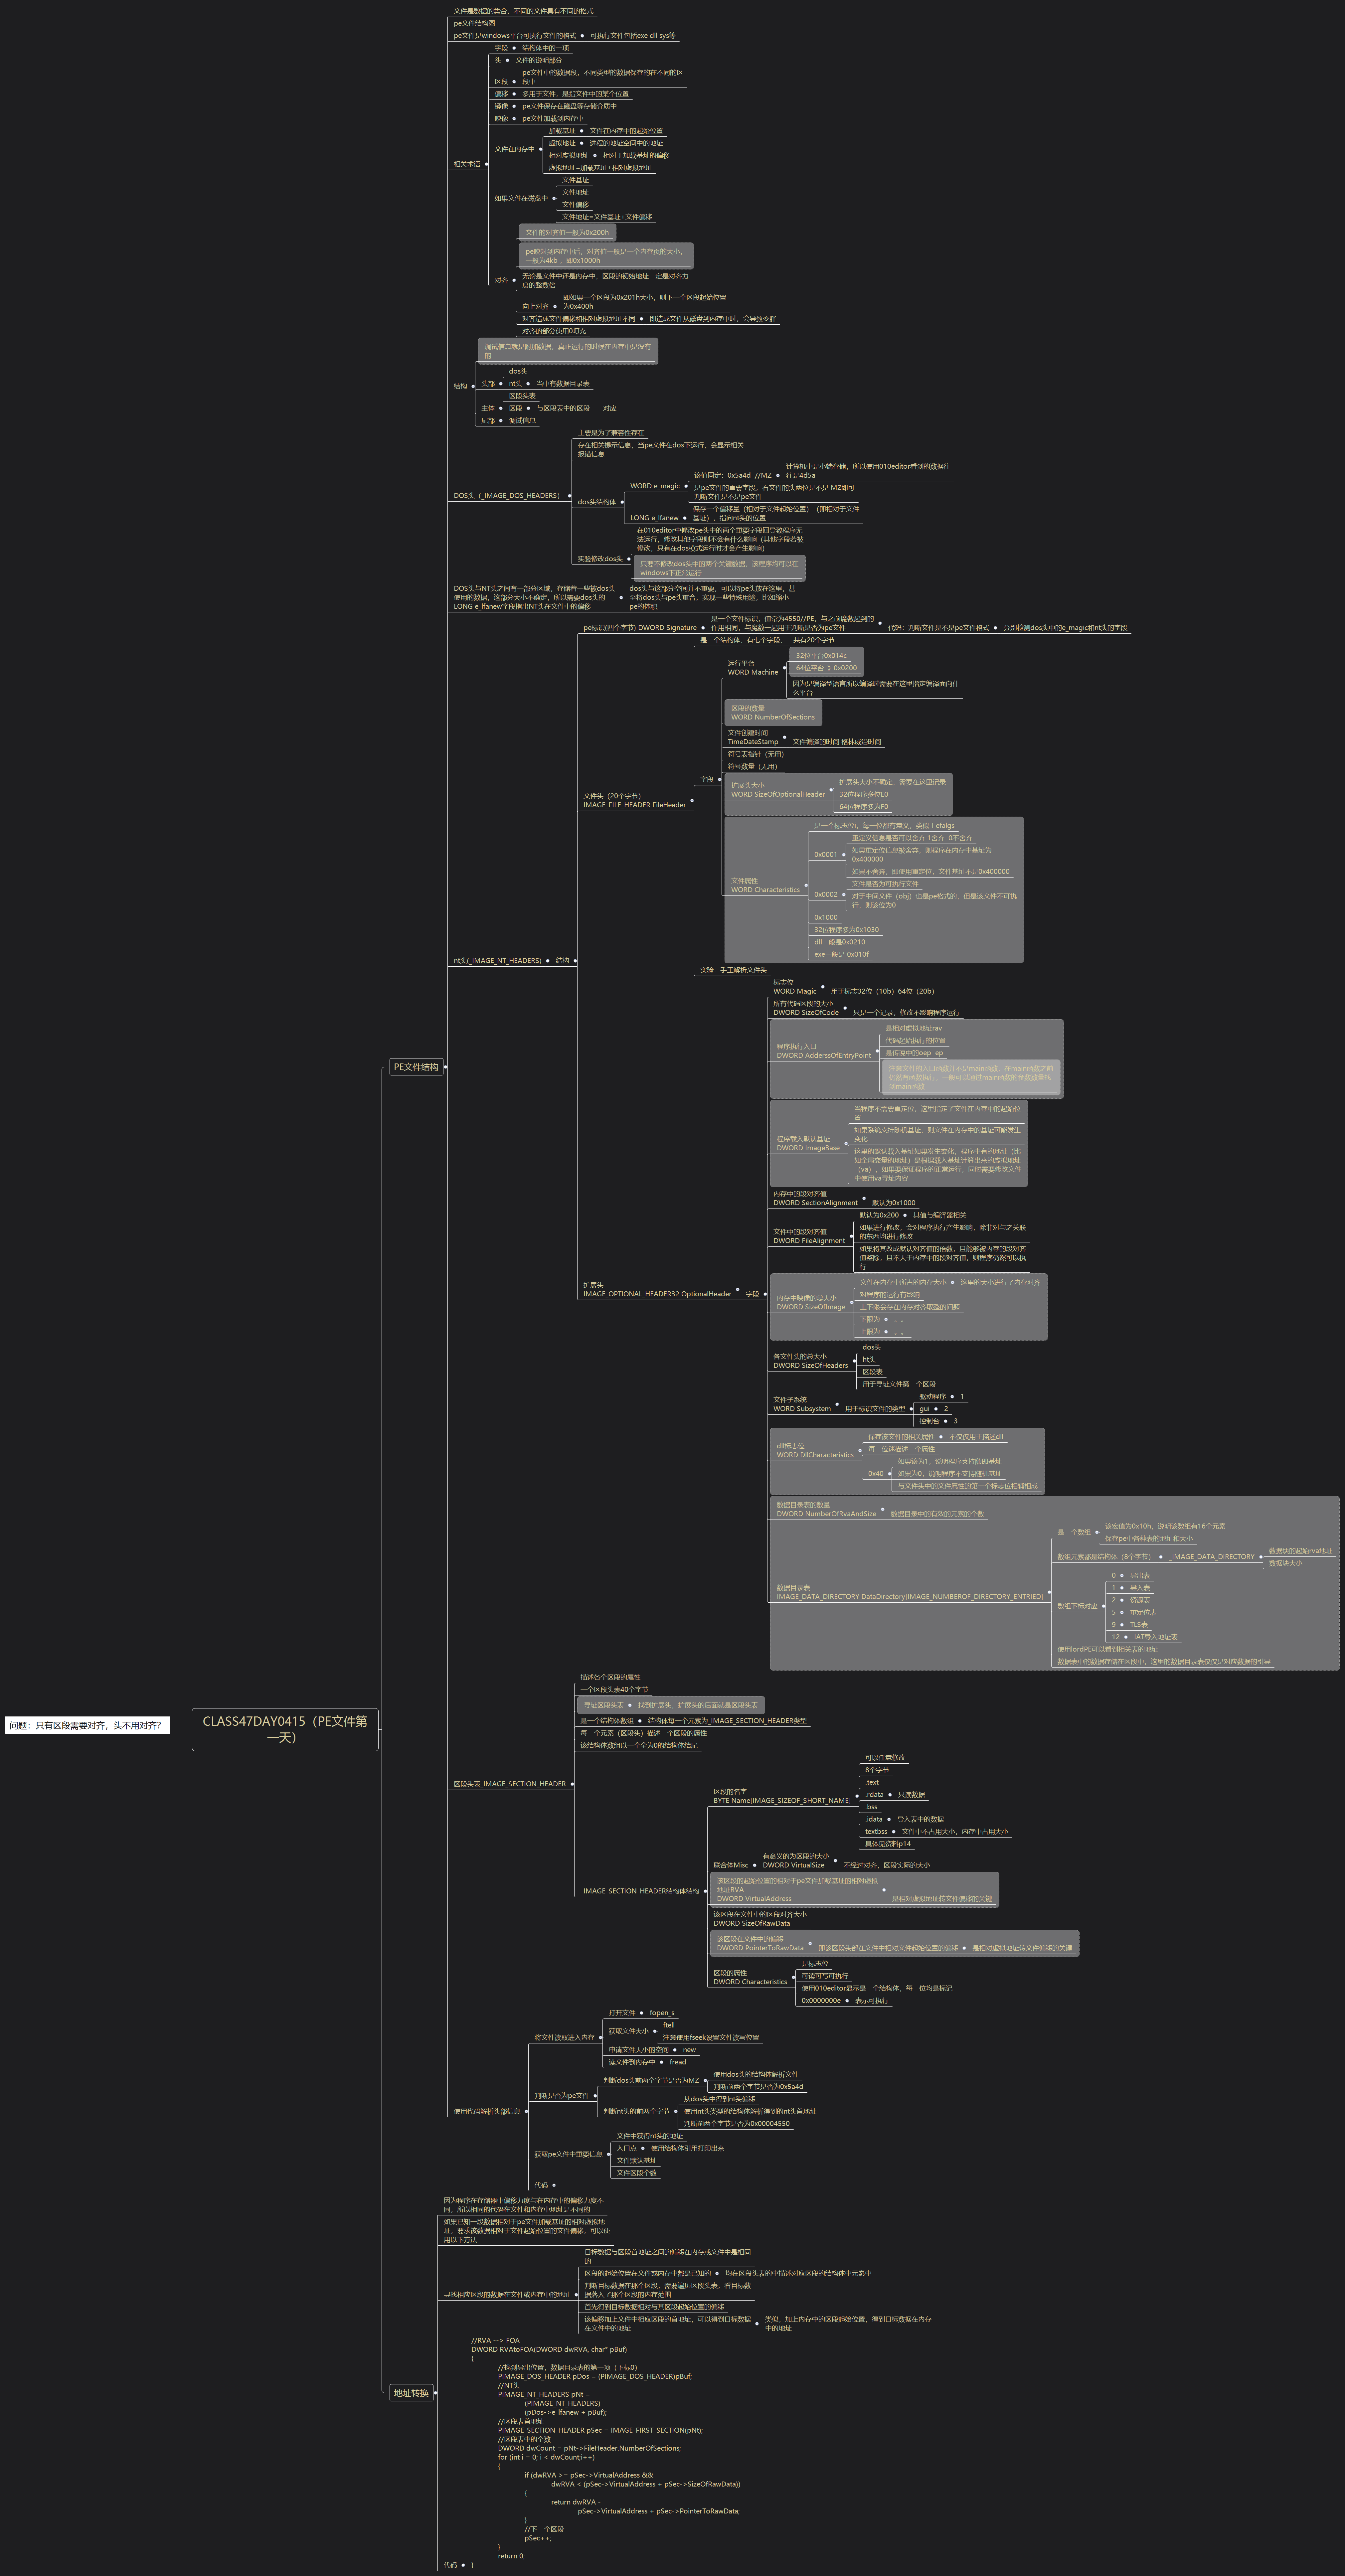 文件是数据的集合，不同的文件具有不同的格式
pe文件结构图
pe文件是windows平台可执行文件的格式
可执行文件包括exe dll sys等
相关术语
字段
结构体中的一项
头
文件的说明部分
区段
pe文件中的数据段，不同类型的数据保存的在不同的区
段中
偏移
多用于文件，是指文件中的某个位置
镜像
pe文件保存在磁盘等存储介质中
映像
pe文件加载到内存中
文件在内存中
加载基址
文件在内存中的起始位置
虚拟地址
进程的地址空间中的地址
相对虚拟地址
相对于加载基址的偏移
虚拟地址=加载基址+相对虚拟地址
如果文件在磁盘中
文件基址
文件地址
文件偏移
文件地址=文件基址+文件偏移
对齐
文件的对齐值一般为0x200h
pe映射到内存中后，对齐值一般是一个内存页的大小，
一般为4kb ，即0x1000h
无论是文件中还是内存中，区段的初始地址一定是对齐力
度的整数倍
向上对齐
即如果一个区段为0x201h大小，则下一个区段起始位置
为0x400h
对齐造成文件偏移和相对虚拟地址不同
即造成文件从磁盘到内存中时，会导致变胖
对齐的部分使用0填充
结构
调试信息就是附加数据，真正运行的时候在内存中是没有
的
头部
dos头
nt头
当中有数据目录表
区段头表
主体
区段
与区段表中的区段一一对应
尾部
调试信息
DOS头（_IMAGE_DOS_HEADERS）
主要是为了兼容性存在
存在相关提示信息，当pe文件在dos下运行，会显示相关
报错信息
dos头结构体
WORD e_magic
该值固定：0x5a4d  //MZ
计算机中是小端存储，所以使用010editor看到的数据往
往是4d5a
是pe文件的重要字段，看文件的头两位是不是 MZ即可
判断文件是不是pe文件
LONG e_lfanew
保存一个偏移量（相对于文件起始位置）（即相对于文件
基址），指向nt头的位置
实验修改dos头
在010editor中修改pe头中的两个重要字段回导致程序无
法运行，修改其他字段则不会有什么影响（其他字段若被
修改，只有在dos模式运行时才会产生影响）
只要不修改dos头中的两个关键数据，该程序均可以在
windows下正常运行
DOS头与NT头之间有一部分区域，存储着一些被dos头
使用的数据，这部分大小不确定，所以需要dos头的
LONG e_lfanew字段指出NT头在文件中的偏移
dos头与这部分空间并不重要，可以将pe头放在这里，甚
至将dos头与pe头重合，实现一些特殊用途，比如缩小
pe的体积
nt头(_IMAGE_NT_HEADERS)
结构
pe标识(四个字节) DWORD Signature
是一个文件标识，值常为4550//PE，与之前魔数起到的
作用相同，与魔数一起用于判断是否为pe文件
代码：判断文件是不是pe文件格式
分别检测dos头中的e_magic和nt头的字段
文件头（20个字节）
IMAGE_FILE_HEADER FileHeader
是一个结构体，有七个字段，一共有20个字节
字段
运行平台
WORD Machine
32位平台0x014c
64位平台-》0x0200
因为是编译型语言所以编译时需要在这里指定编译面向什
么平台
区段的数量
WORD NumberOfSections
文件创建时间
TimeDateStamp
文件编译的时间 格林威治时间
符号表指针（无用）
符号数量（无用）
扩展头大小
WORD SizeOfOptionalHeader
扩展头大小不确定，需要在这里记录
32位程序多位E0
64位程序多为F0
文件属性
WORD Characteristics
是一个标志位i，每一位都有意义，类似于efalgs
0x0001
重定义信息是否可以舍弃 1舍弃  0不舍弃
如果重定位信息被舍弃，则程序在内存中基址为
0x400000
如果不舍弃，即使用重定位，文件基址不是0x400000
0x0002
文件是否为可执行文件
对于中间文件（obj）也是pe格式的，但是该文件不可执
行，则该位为0
0x1000
32位程序多为0x1030
dll一般是0x0210
exe一般是 0x010f
实验：手工解析文件头
扩展头
IMAGE_OPTIONAL_HEADER32 OptionalHeader
字段
标志位
WORD Magic
用于标志32位（10b）64位（20b）
所有代码区段的大小
DWORD SizeOfCode
只是一个记录，修改不影响程序运行
程序执行入口
DWORD AdderssOfEntryPoint
是相对虚拟地址rav
代码起始执行的位置
是传说中的oep  ep
注意文件的入口函数并不是main函数，在main函数之前
仍然有函数执行，一般可以通过main函数的参数数量找
到main函数
程序载入默认基址
DWORD ImageBase
当程序不需要重定位，这里指定了文件在内存中的起始位
置
如果系统支持随机基址，则文件在内存中的基址可能发生
变化
这里的默认载入基址如果发生变化，程序中有的地址（比
如全局变量的地址）是根据载入基址计算出来的虚拟地址
（va），如果要保证程序的正常运行，同时需要修改文件
中使用va寻址内容
内存中的段对齐值
DWORD SectionAlignment
默认为0x1000
文件中的段对齐值
DWORD FileAlignment
默认为0x200
其值与编译器相关
如果进行修改，会对程序执行产生影响，除非对与之关联
的东西均进行修改
如果将其改成默认对齐值的倍数，且能够被内存的段对齐
值整除，且不大于内存中的段对齐值，则程序仍然可以执
行
内存中映像的总大小
DWORD SizeOfImage
文件在内存中所占的内存大小
这里的大小进行了内存对齐
对程序的运行有影响
上下限会存在内存对齐取整的问题
下限为
。。
上限为
。。
各文件头的总大小
DWORD SizeOfHeaders
dos头
ht头
区段表
用于寻址文件第一个区段
文件子系统
WORD Subsystem
用于标识文件的类型
驱动程序
1
gui
2
控制台
3
dll标志位
WORD DllCharacteristics
保存该文件的相关属性
不仅仅用于描述dll
每一位迷描述一个属性
0x40
如果该为1，说明程序支持随即基址
如果为0，说明程序不支持随机基址
与文件头中的文件属性的第一个标志位相辅相成
数据目录表的数量
DWORD NumberOfRvaAndSize
数据目录中的有效的元素的个数
数据目录表
IMAGE_DATA_DIRECTORY DataDirectory[IMAGE_NUMBEROF_DIRECTORY_ENTRIED]
是一个数组
该宏值为0x10h，说明该数组有16个元素
保存pe中各种表的地址和大小
数组元素都是结构体（8个字节）
_IMAGE_DATA_DIRECTORY
数据块的起始rva地址
数据块大小
数组下标对应
0
导出表
1
导入表
2
资源表
5
重定位表
9
TLS表
12
IAT导入地址表
使用lordPE可以看到相关表的地址
数据表中的数据存储在区段中，这里的数据目录表仅仅是对应数据的引导
PE文件结构
问题：只有区段需要对齐，头不用对齐？
CLASS47DAY0415（PE文件第
一天）
区段头表_IMAGE_SECTION_HEADER
描述各个区段的属性
一个区段头表40个字节
寻址区段头表
找到扩展头，扩展头的后面就是区段头表
是一个结构体数组
结构体每一个元素为_IMAGE_SECTION_HEADER类型
每一个元素（区段头）描述一个区段的属性
该结构体数组以一个全为0的结构体结尾
_IMAGE_SECTION_HEADER结构体结构
区段的名字
BYTE Name[IMAGE_SIZEOF_SHORT_NAME]
可以任意修改
8个字节
.text
.rdata
只读数据
.bss
.idata
导入表中的数据
textbss
文件中不占用大小，内存中占用大小
具体见资料p14
联合体Misc
有意义的为区段的大小
DWORD VirtualSize
不经过对齐，区段实际的大小
该区段的起始位置的相对于pe文件加载基址的相对虚拟
地址RVA
DWORD VirtualAddress
是相对虚拟地址转文件偏移的关键
该区段在文件中的区段对齐大小
DWORD SizeOfRawData
该区段在文件中的偏移
DWORD PointerToRawData
即该区段头部在文件中相对文件起始位置的偏移
是相对虚拟地址转文件偏移的关键
区段的属性
DWORD Characteristics
是标志位
可读可写可执行
使用010editor显示是一个结构体，每一位均是标记
0x0000000e
表示可执行
使用代码解析头部信息
将文件读取进入内存
打开文件
fopen_s
获取文件大小
ftell
注意使用fseek设置文件读写位置
申请文件大小的空间
new
读文件到内存中
fread
判断是否为pe文件
判断dos头前两个字节是否为MZ
使用dos头的结构体解析文件
判断前两个字节是否为0x5a4d
判断nt头的前两个字节
从dos头中得到nt头偏移
使用nt头类型的结构体解析得到的nt头首地址
判断前两个字节是否为0x00004550
获取pe文件中重要信息
文件中获得nt头的地址
入口点
使用结构体引用打印出来
文件默认基址
文件区段个数
代码
地址转换
因为程序在存储器中偏移力度与在内存中的偏移力度不
同，所以相同的代码在文件和内存中地址是不同的
如果已知一段数据相对于pe文件加载基址的相对虚拟地
址，要求该数据相对于文件起始位置的文件偏移，可以使
用以下方法
寻找相应区段的数据在文件或内存中的地址
目标数据与区段首地址之间的偏移在内存或文件中是相同
的
区段的起始位置在文件或内存中都是已知的
均在区段头表的中描述对应区段的结构体中元素中
判断目标数据在那个区段，需要遍历区段头表，看目标数
据落入了那个区段的内存范围
首先得到目标数据相对与其区段起始位置的偏移
该偏移加上文件中相应区段的首地址，可以得到目标数据
在文件中的地址
类似，加上内存中的区段起始位置，得到目标数据在内存
中的地址
代码
//RVA ---> FOA
DWORD RVAtoFOA(DWORD dwRVA, char* pBuf)
{
//找到导出位置，数据目录表的第一项（下标0）
PIMAGE_DOS_HEADER pDos = (PIMAGE_DOS_HEADER)pBuf;
//NT头
PIMAGE_NT_HEADERS pNt =
(PIMAGE_NT_HEADERS)
(pDos->e_lfanew + pBuf);
//区段表首地址
PIMAGE_SECTION_HEADER pSec = IMAGE_FIRST_SECTION(pNt);
//区段表中的个数
DWORD dwCount = pNt->FileHeader.NumberOfSections;
for (int i = 0; i < dwCount;i++)
{
if (dwRVA >= pSec->VirtualAddress &&
dwRVA < (pSec->VirtualAddress + pSec->SizeOfRawData))
{
return dwRVA -
pSec->VirtualAddress + pSec->PointerToRawData;
}
//下一个区段
pSec++;
}
return 0;
}